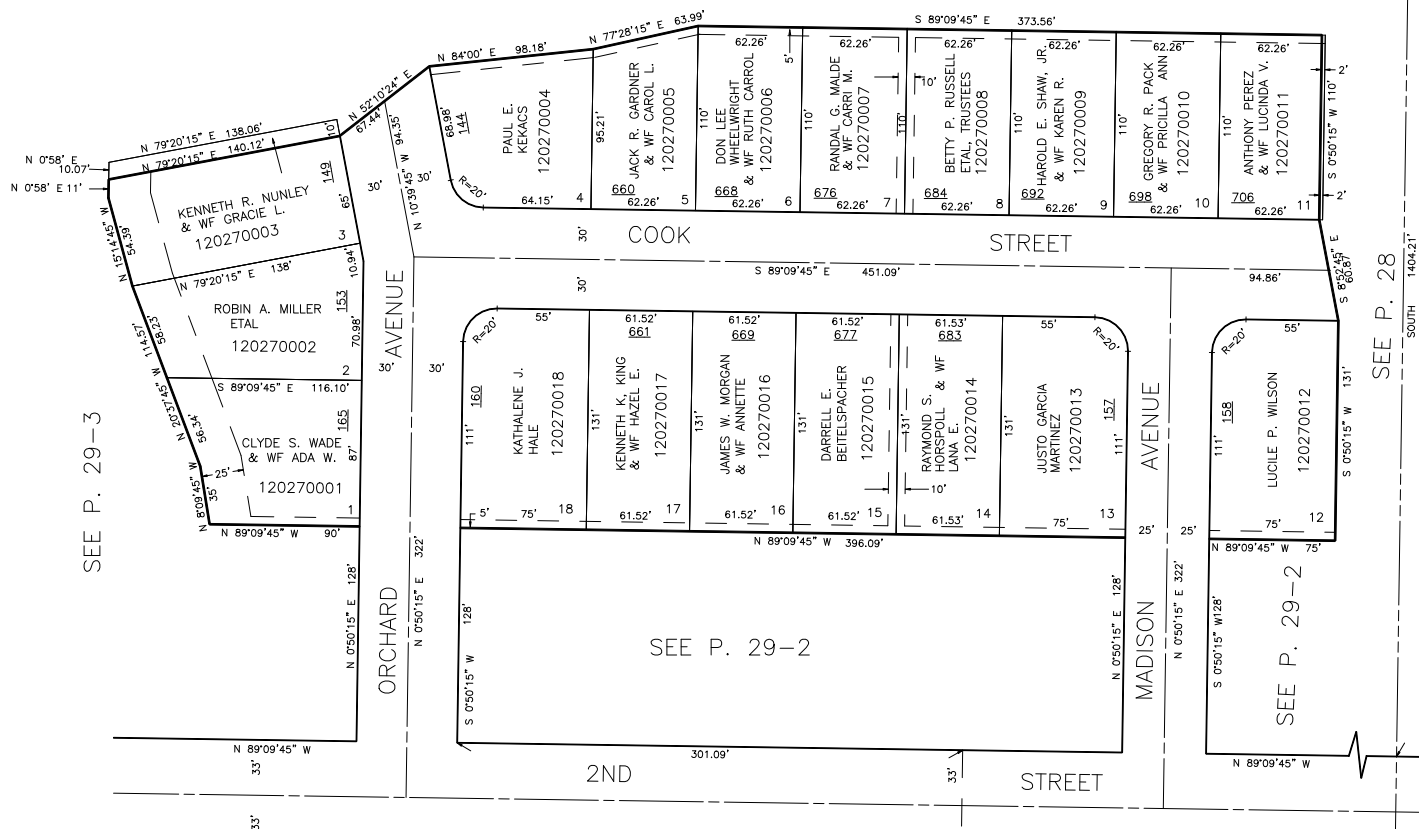 S 89°09'45" E 373.56'
N 77°28'15" E 63.99'
N 84°00' E 98.18'
N 52°10'24" E
67.44'
N 79°20'15" E 138.06'
10'
N 79°20'15" E 140.12'
N 0°58' E
10.07'
N 0°58' E 11'
N 15°14'45" W
54.39'
KENNETH R. NUNLEY
& WF GRACIE L.
120270003
149
65'
3
N 79°20'15" E 138'
10.94'
ROBIN A. MILLER
ETAL
120270002
153
70.98'
2
114.57'
58.23'
N 20°37'45" W
56.34'
S 89°09'45" E 116.10'
CLYDE S. WADE
& WF ADA W.
120270001
165
87'
1
25'
N 8°09'45" W
35'
N 89°09'45" W 90'
SEE P. 29-3
N 0°50'15" E 128'
N 89°09'45" W
33'
33'
94.35'
N 10°39'45" W
30'
30'
68.98'
144
R=20'
PAUL E.
KEKACS
120270004
64.15'
4
95.21'
JACK R. GARDNER
& WF CAROL L.
120270005
660
62.26'
5
62.26'
110'
DON LEE
WHEELWRIGHT
& WF RUTH CARROL
120270006
668
62.26'
6
5'
62.26'
110'
RANDAL G. MALDE
& WF CARRI M.
120270007
676
62.26'
7
10'
62.26'
110'
BETTY P. RUSSELL
ETAL, TRUSTEES
120270008
684
62.26'
8
62.26'
110'
HAROLD E. SHAW, JR.
& WF KAREN R.
120270009
692
62.26'
9
62.26'
110'
GREGORY R. PACK
& WF PRICILLA ANN
120270010
698
62.26'
10
62.26'
110'
ANTHONY PEREZ
& WF LUCINDA V.
120270011
706
62.26'
11
2'
S 0°50'15" W 110'
2'
30'
COOK STREET
S 89°09'45" E 451.09'
94.86'
30'
S 8°52'45" E
60.87'
SEE P. 28
SOUTH 1404.21'
ORCHARD AVENUE
30'
30'
N 0°50'15" E 322'
R=20'
55'
160
111'
KATHALENE J.
HALE
120270018
5'
75'
18
61.52'
661
131'
KENNETH K, KING
& WF HAZEL E.
120270017
61.52'
17
61.52'
669
131'
JAMES W. MORGAN
& WF ANNETTE
120270016
61.52'
16
61.52'
677
131'
DARRELL E.
BEITELSPACHER
120270015
61.52'
15
10'
61.53'
683
131'
RAYMOND S. & WF
HORSPOLL & WF
LANA E.
120270014
61.53'
14
55'
R=20'
131'
JUSTO GARCIA
MARTINEZ
120270013
157
111'
75'
13
N 89°09'45" W 396.09'
MADISON AVENUE
25'
25'
N 0°50'15" E 322'
R=20'
55'
158
111'
LUCILE P. WILSON
120270012
S 0°50'15" W 131'
75'
12
N 89°09'45" W 75'
S 0°50'15" W 128'
SEE P. 29-2
N 0°50'15" E 128'
S 0°50'15" W128'
SEE P. 29-2
N 89°09'45" W
301.09'
33'
2ND STREET